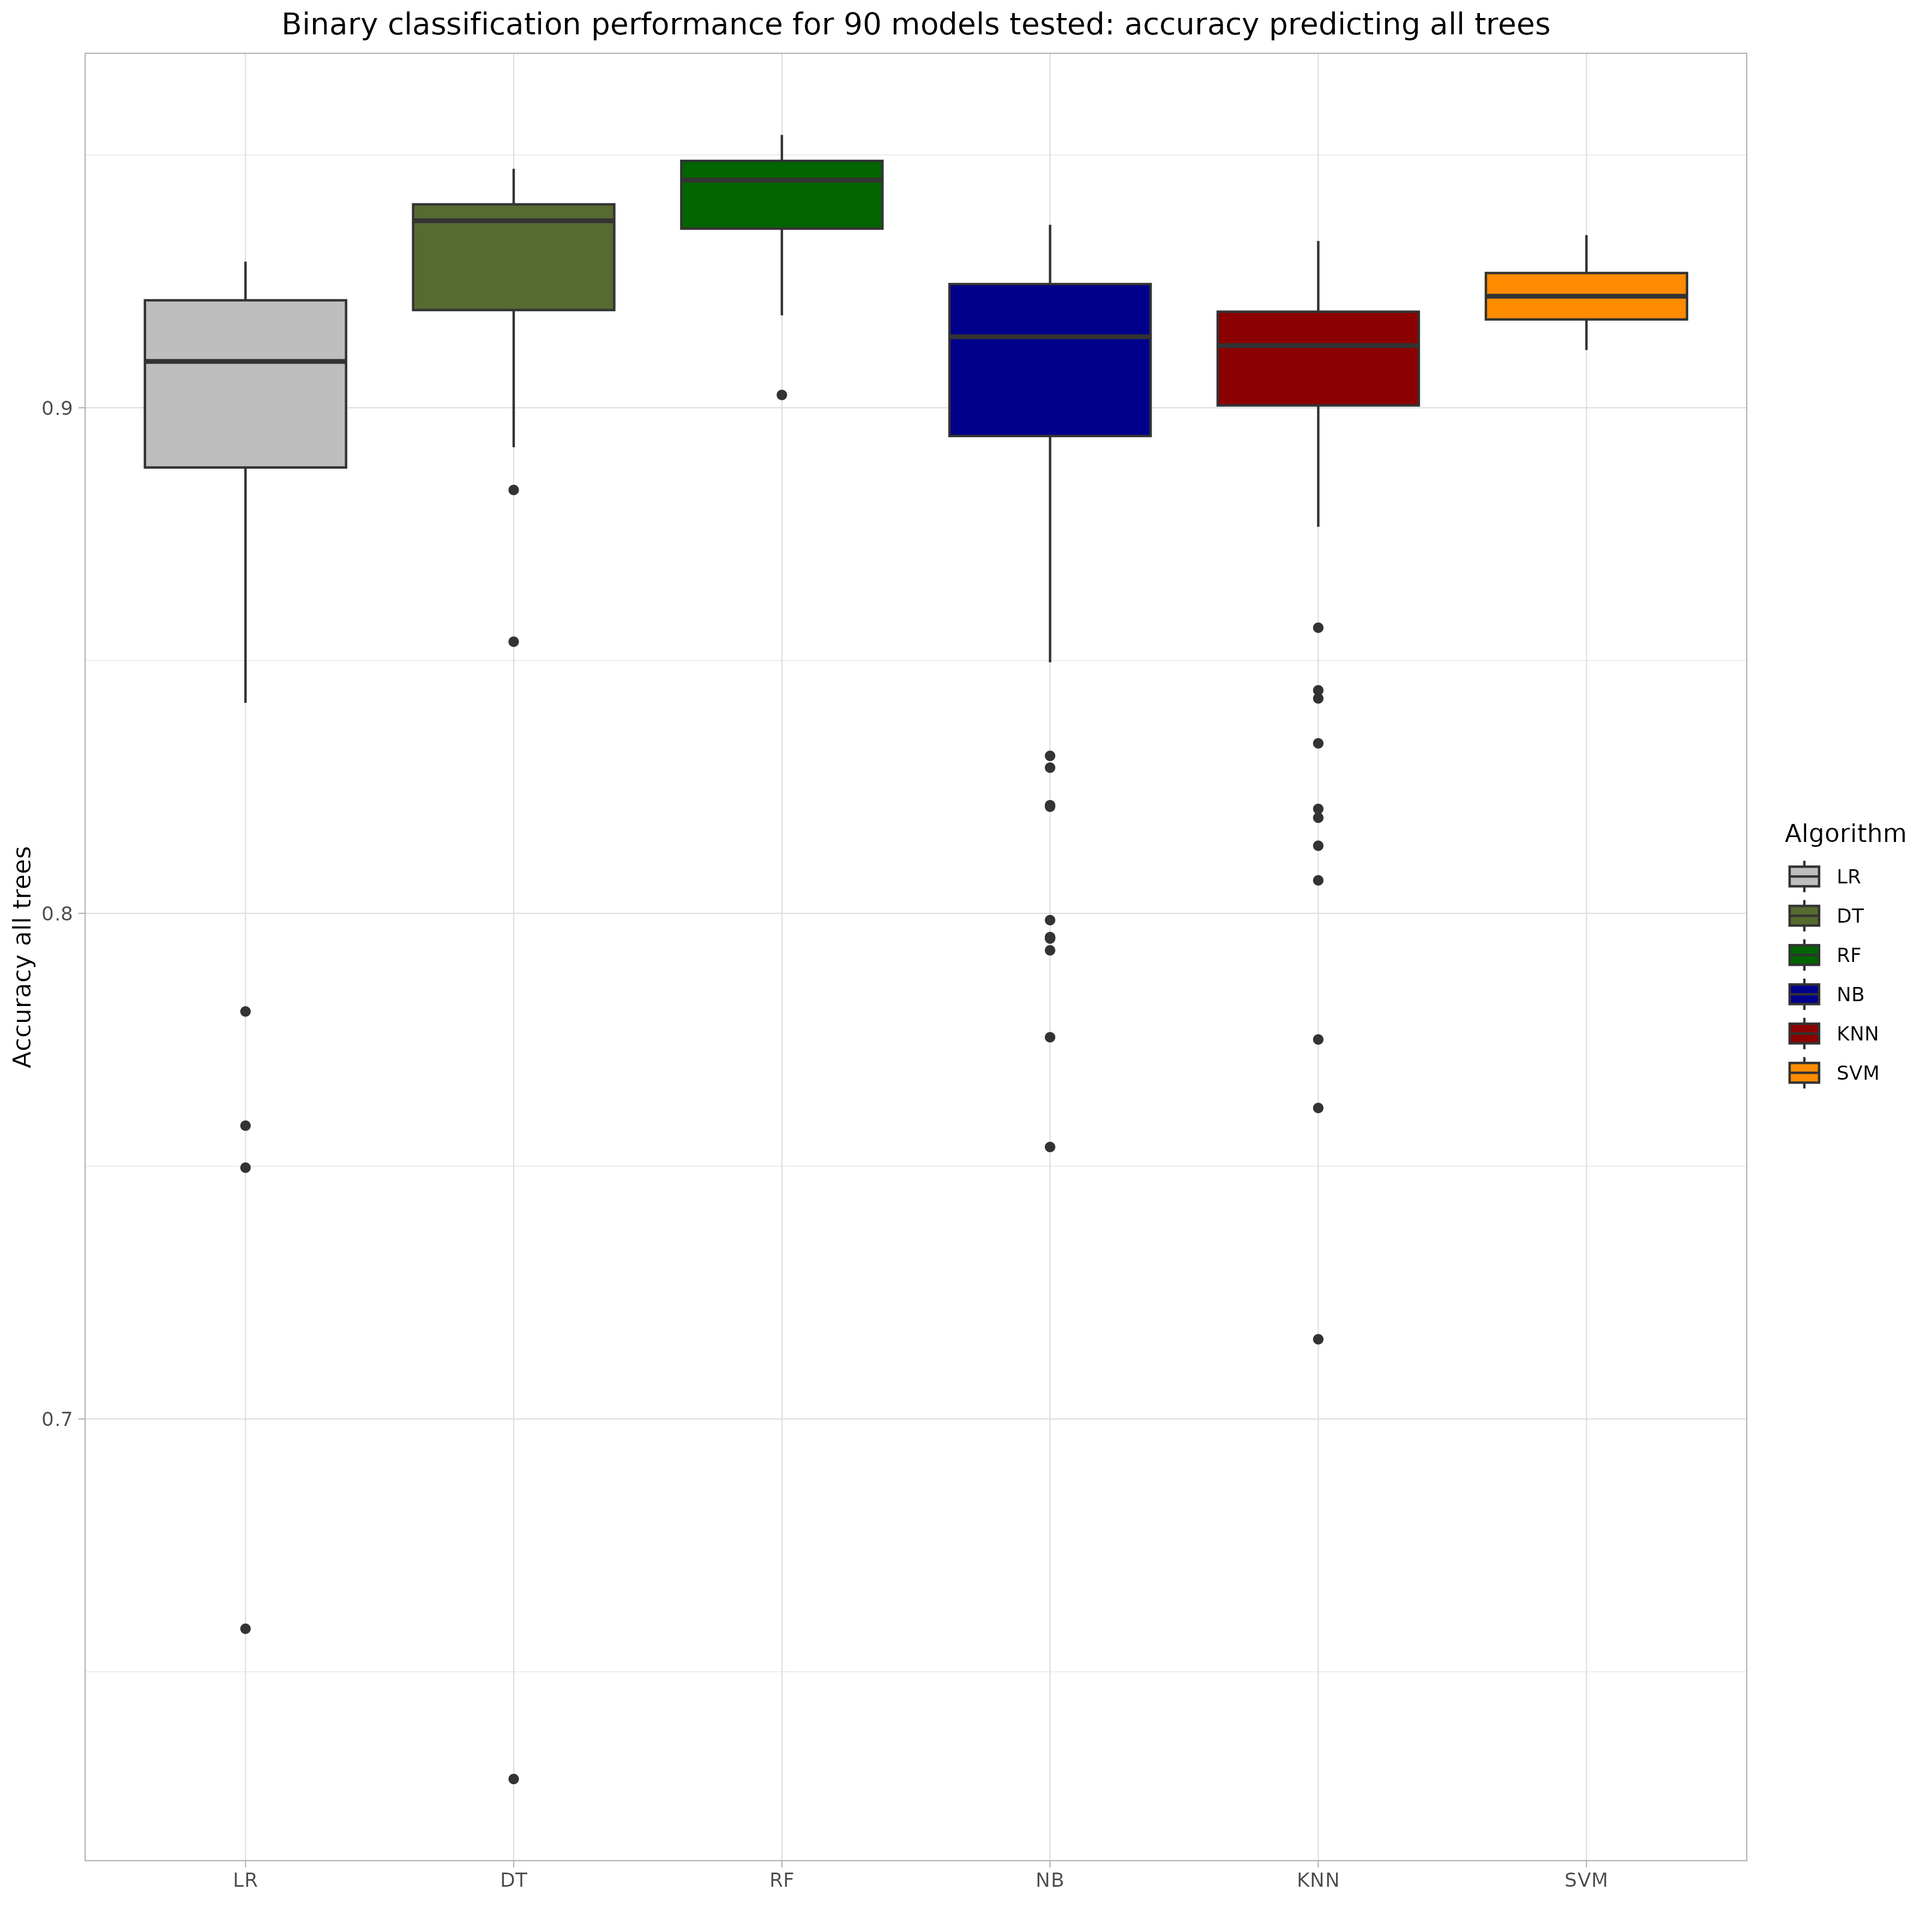 Binary classification performance for 90 models tested: accuracy predicting all trees
Accuracy all trees
0.9
0.8
0.7
LR
DT
RF
NB
KNN
SVM
Algorithm
LR
DT
RF
NB
KNN
SVM